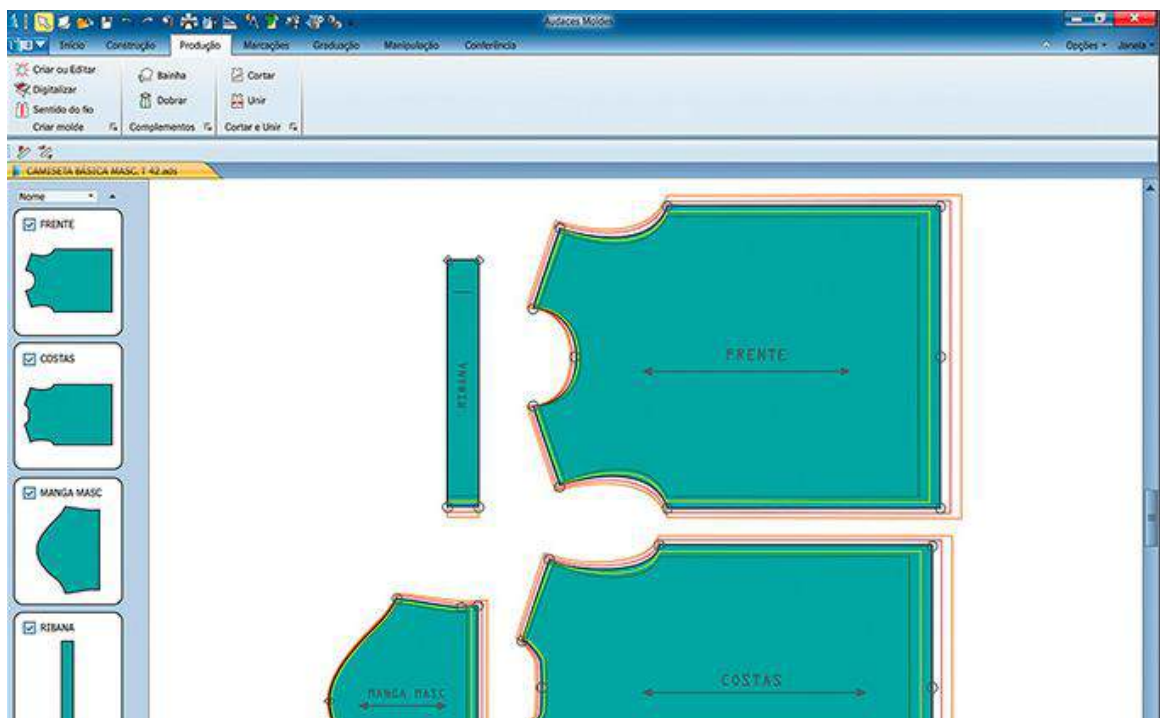 Audaces Moldes
Início Construção Produção Marcações Graduação Manipulação Conferência Opções Janela
Criar ou Editar
Digitalizar
Sentido do fio
Criar molde
Bainha
Dobrar
Complementos
Cortar
Unir
Cortar e Unir
CAMISETA BÁSICA MASC. T 42.ads
Nome
FRENTE
COSTAS
MANGA MASC
RIBANA
RIBANA
FRENTE
MANGA MASC
COSTAS